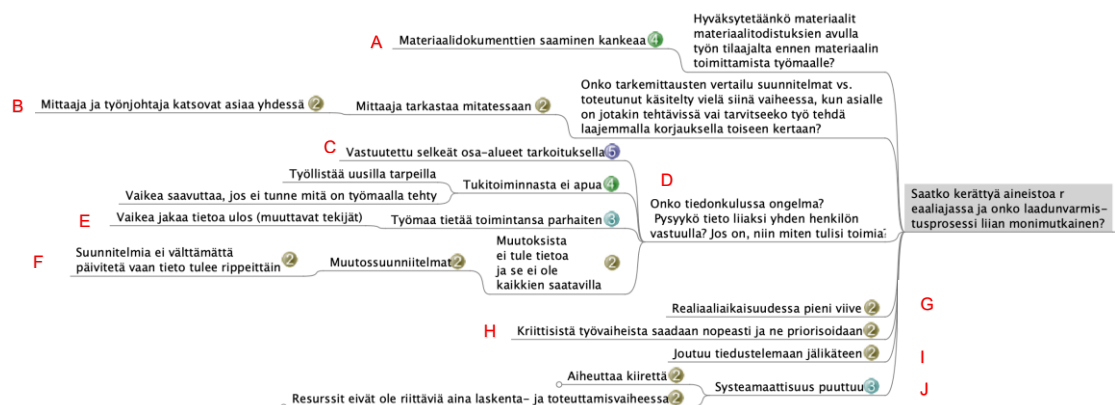 Hyväksytetäänkö materiaalit
materiaalitodistuksien avulla
työn tilaajalta ennen materiaalin
toimittamista työmaalle?
A
Materiaalidokumenttien saaminen kankeaa 4
Onko tarkemittausten vertailu suunnitelmat vs.
toteutunut käsitelty vielä siinä vaiheessa, kun asialle
on jotakin tehtävissä vai tarvitseeko työ tehdä
laajemmalla korjauksella toiseen kertaan?
B
Mittaaja ja työnjohtaja katsovat asiaa yhdessä 2
Mittaaja tarkastaa mitatessaan 2
C
Vastuutettu selkeät osa-alueet tarkoituksella 5
Työllistää uusilla tarpeilla
Vaikea saavuttaa, jos ei tunne mitä on työmaalla tehty
Tukitoiminnasta ei apua 4
D
Onko tiedonkulussa ongelma?
Pysyykö tieto liiaksi yhden henkilön
vastuulla? Jos on, niin miten tulisi toimia?
Saatko kerättyä aineistoa r
eaaliajassa ja onko laadunvarmis-
tusprosessi liian monimutkainen?
E
Vaikea jakaa tietoa ulos (muuttavat tekijät)
Työmaa tietää toimintansa parhaiten 3
F
Suunnitelmia ei välttämättä
päivitetä vaan tieto tulee rippeittäin 2
Muutossuunniitelmat 2
Muutoksista
ei tule tietoa
ja se ei ole
kaikkien saatavilla 2
Realiaaliaikaisuudessa pieni viive 2
G
H
Kriittisistä työvaiheista saadaan nopeasti ja ne priorisoidaan 2
Joutuu tiedustelemaan jälikäteen 2
I
Aiheuttaa kiirettä 2
Systeamaattisuus puuttuu 3
J
Resurssit eivät ole riittäviä aina laskenta- ja toteuttamisvaiheessa 2